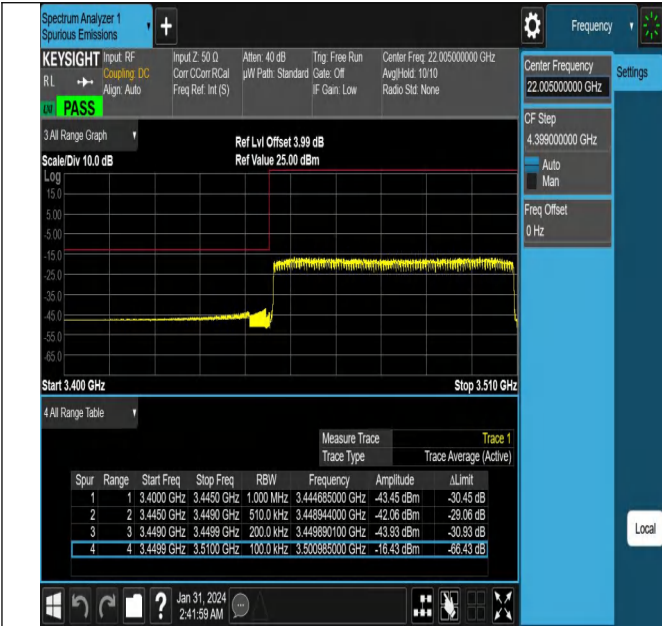 Spectrum Analyzer 1
Spurious Emissions
+
Frequency
KEYSIGHT Input: RF Input Z: 50 Ω Atten: 40 dB Trig: Free Run Center Freq: 22.005000000 GHz
RL Coupling: DC Corr CCorr RCal µW Path: Standard Gate: Off Avg|Hold: 10/10
Align: Auto Freq Ref: Int (S) IF Gain: Low Radio Std: None
LXI PASS
Center Frequency
22.005000000 GHz
Settings
CF Step
4.399000000 GHz
Auto
Man
Freq Offset
0 Hz
3 All Range Graph
Ref Lvl Offset 3.99 dB
Scale/Div 10.0 dB Ref Value 25.00 dBm
Log
15.0
5.00
-5.00
-15.0
-25.0
-35.0
-45.0
-55.0
-65.0
Start 3.400 GHz Stop 3.510 GHz
4 All Range Table
Measure Trace Trace 1
Trace Type Trace Average (Active)
Spur Range Start Freq Stop Freq RBW Frequency Amplitude ΔLimit
1 1 3.4000 GHz 3.4450 GHz 1.000 MHz 3.444685000 GHz -43.45 dBm -30.45 dB
2 2 3.4450 GHz 3.4490 GHz 510.0 kHz 3.448944000 GHz -42.06 dBm -29.06 dB
3 3 3.4490 GHz 3.4499 GHz 200.0 kHz 3.449890100 GHz -43.93 dBm -30.93 dB
4 4 3.4499 GHz 3.5100 GHz 100.0 kHz 3.500985000 GHz -16.43 dBm -66.43 dB
Local
?
Jan 31, 2024
2:41:59 AM